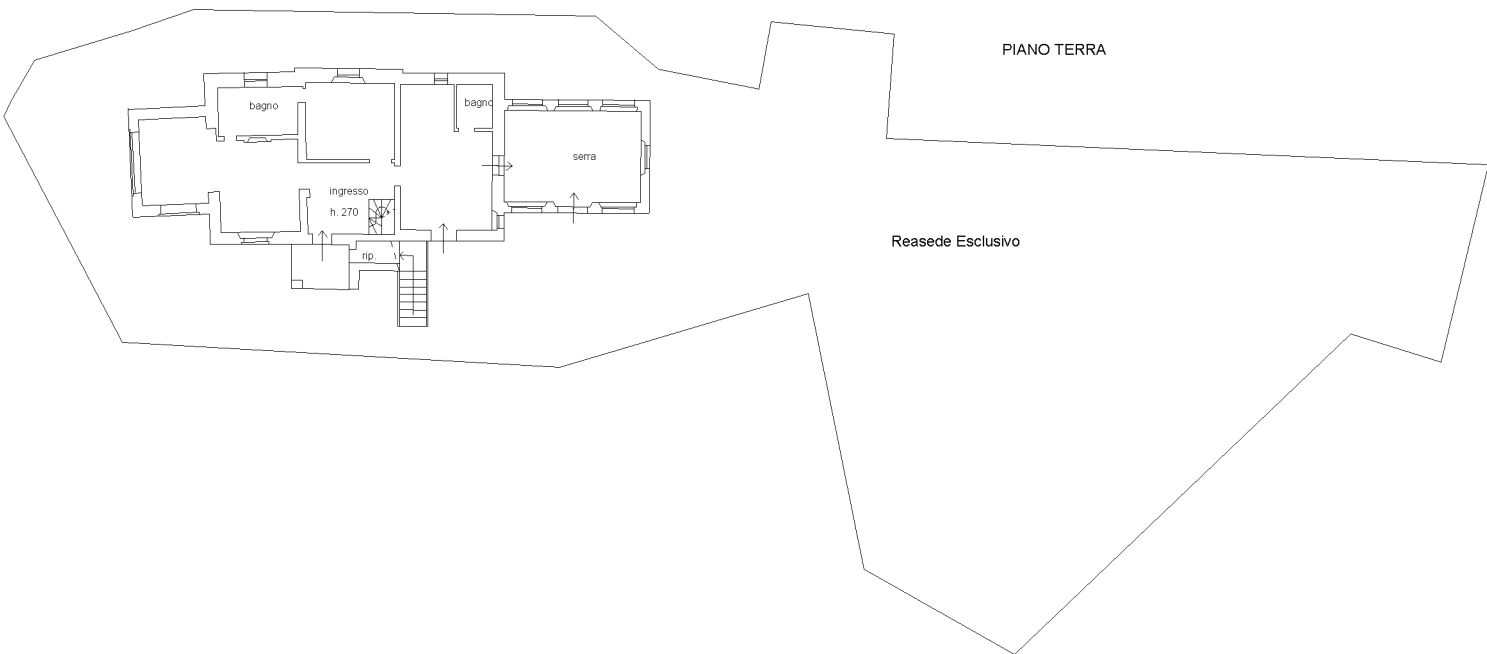 PIANO TERRA
bagno
bagno
serra
ingresso
h. 270
Reasede Esclusivo
rip.